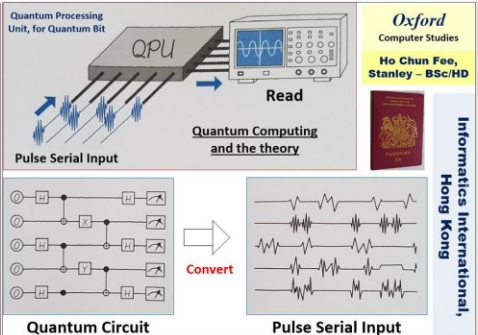 Quantum Processing
Unit, for Quantum Bit
QPU
Read
Pulse Serial Input
Quantum Computing
and the theory
Oxford
Computer Studies
Ho Chun Fee,
Stanley – BSc/HD
PASSPORT
Informatics International,
Hong Kong
H
H
X
H
H
Y
H
H
Convert
Quantum Circuit
Pulse Serial Input